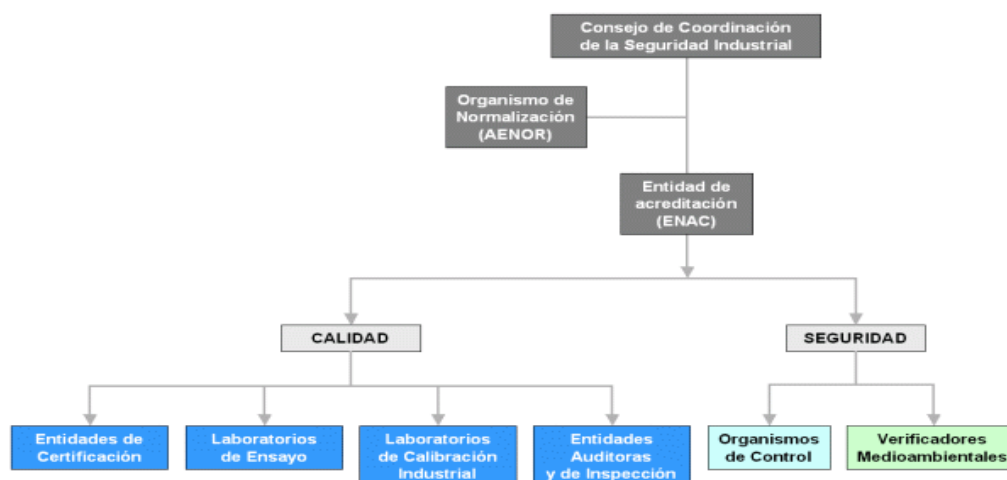 Consejo de Coordinación
de la Seguridad Industrial
Organismo de
Normalización
(AENOR)
Entidad de
acreditación
(ENAC)
CALIDAD
SEGURIDAD
Entidades de
Certificación
Laboratorios
de Ensayo
Laboratorios
de Calibración
Industrial
Entidades
Auditoras
y de Inspección
Organismos
de Control
Verificadores
Medioambientales